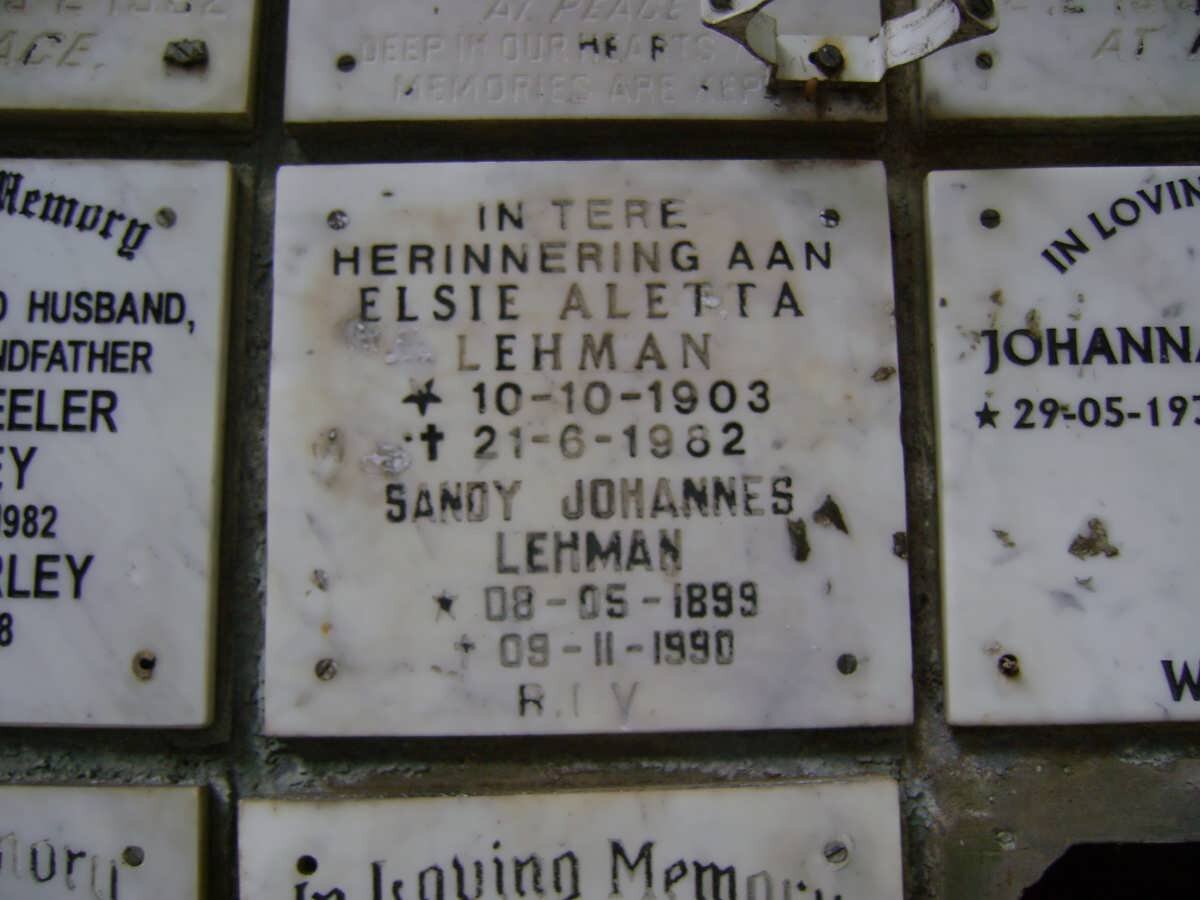 1982
AT PEACE
DEEP IN OUR HEARTS
MEMORIES ARE KEPT
AT
Memory
HUSBAND,
NDFATHER
EELER
EY
1982
RLEY
8
IN TERE
HERINNERING AAN
ELSIE ALETTA
LEHMAN
★ 10-10-1903
✝ 21-6-1982
SANDY JOHANNES
LEHMAN
★ 08-05-1899
✝ 09-11-1990
R.I.V.
IN LOVIN
JOHANNA
★ 29-05-19
W
In Loving Memory